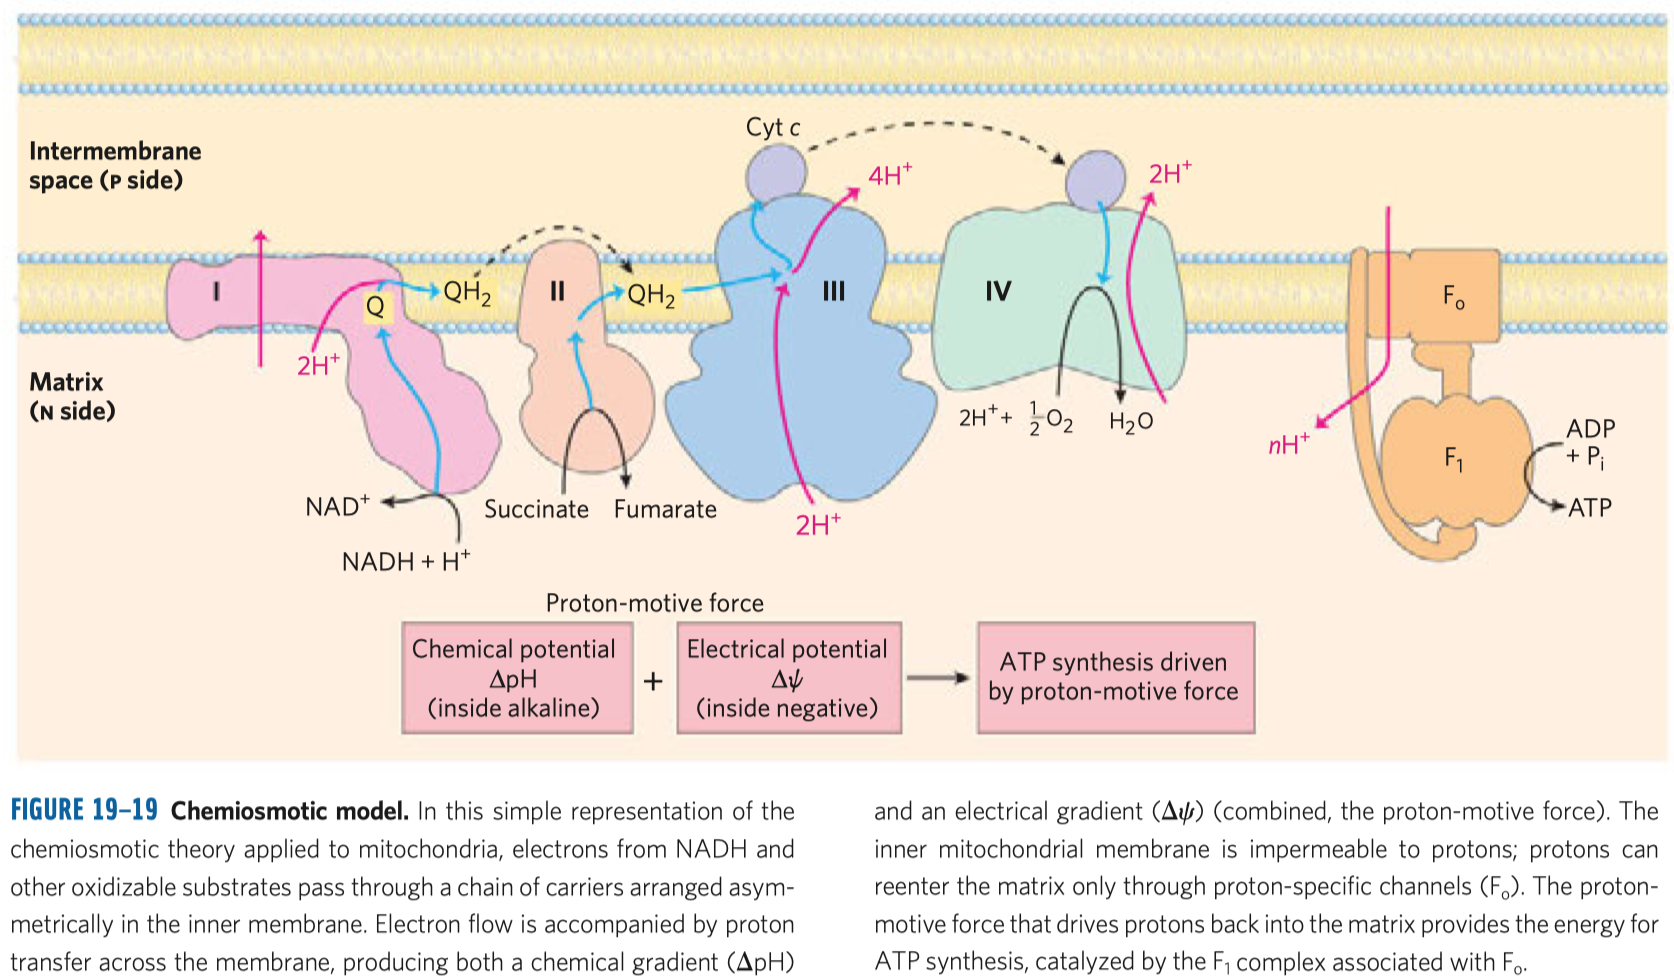 Cyt c
4H⁺
2H⁺
Intermembrane
space (P side)
I
Q
QH₂
II
QH₂
III
IV
Fₒ
2H⁺
Matrix
(N side)
2H⁺ + ½O₂
H₂O
nH⁺
F₁
ADP
+ Pᵢ
ATP
NAD⁺
Succinate
Fumarate
2H⁺
NADH + H⁺
Proton-motive force
Chemical potential
ΔpH
(inside alkaline)
+
Electrical potential
Δψ
(inside negative)
ATP synthesis driven
by proton-motive force
FIGURE 19–19 Chemiosmotic model. In this simple representation of the
chemiosmotic theory applied to mitochondria, electrons from NADH and
other oxidizable substrates pass through a chain of carriers arranged asym-
metrically in the inner membrane. Electron flow is accompanied by proton
transfer across the membrane, producing both a chemical gradient (ΔpH)
and an electrical gradient (Δψ) (combined, the proton-motive force). The
inner mitochondrial membrane is impermeable to protons; protons can
reenter the matrix only through proton-specific channels (Fₒ). The proton-
motive force that drives protons back into the matrix provides the energy for
ATP synthesis, catalyzed by the F₁ complex associated with Fₒ.